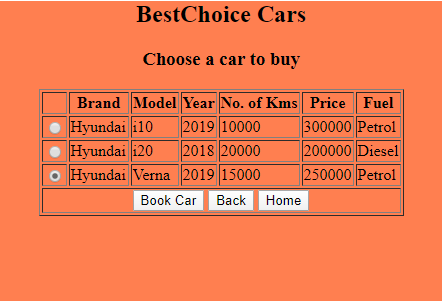 BestChoice Cars
Choose a car to buy
Brand Model Year No. of Kms Price Fuel
Hyundai i10 2019 10000 300000 Petrol
Hyundai i20 2018 20000 200000 Diesel
Hyundai Verna 2019 15000 250000 Petrol
Book Car Back Home